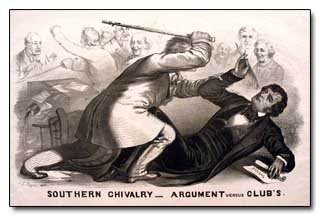 SOUTHERN CHIVALRY — ARGUMENT VERSUS CLUB'S.